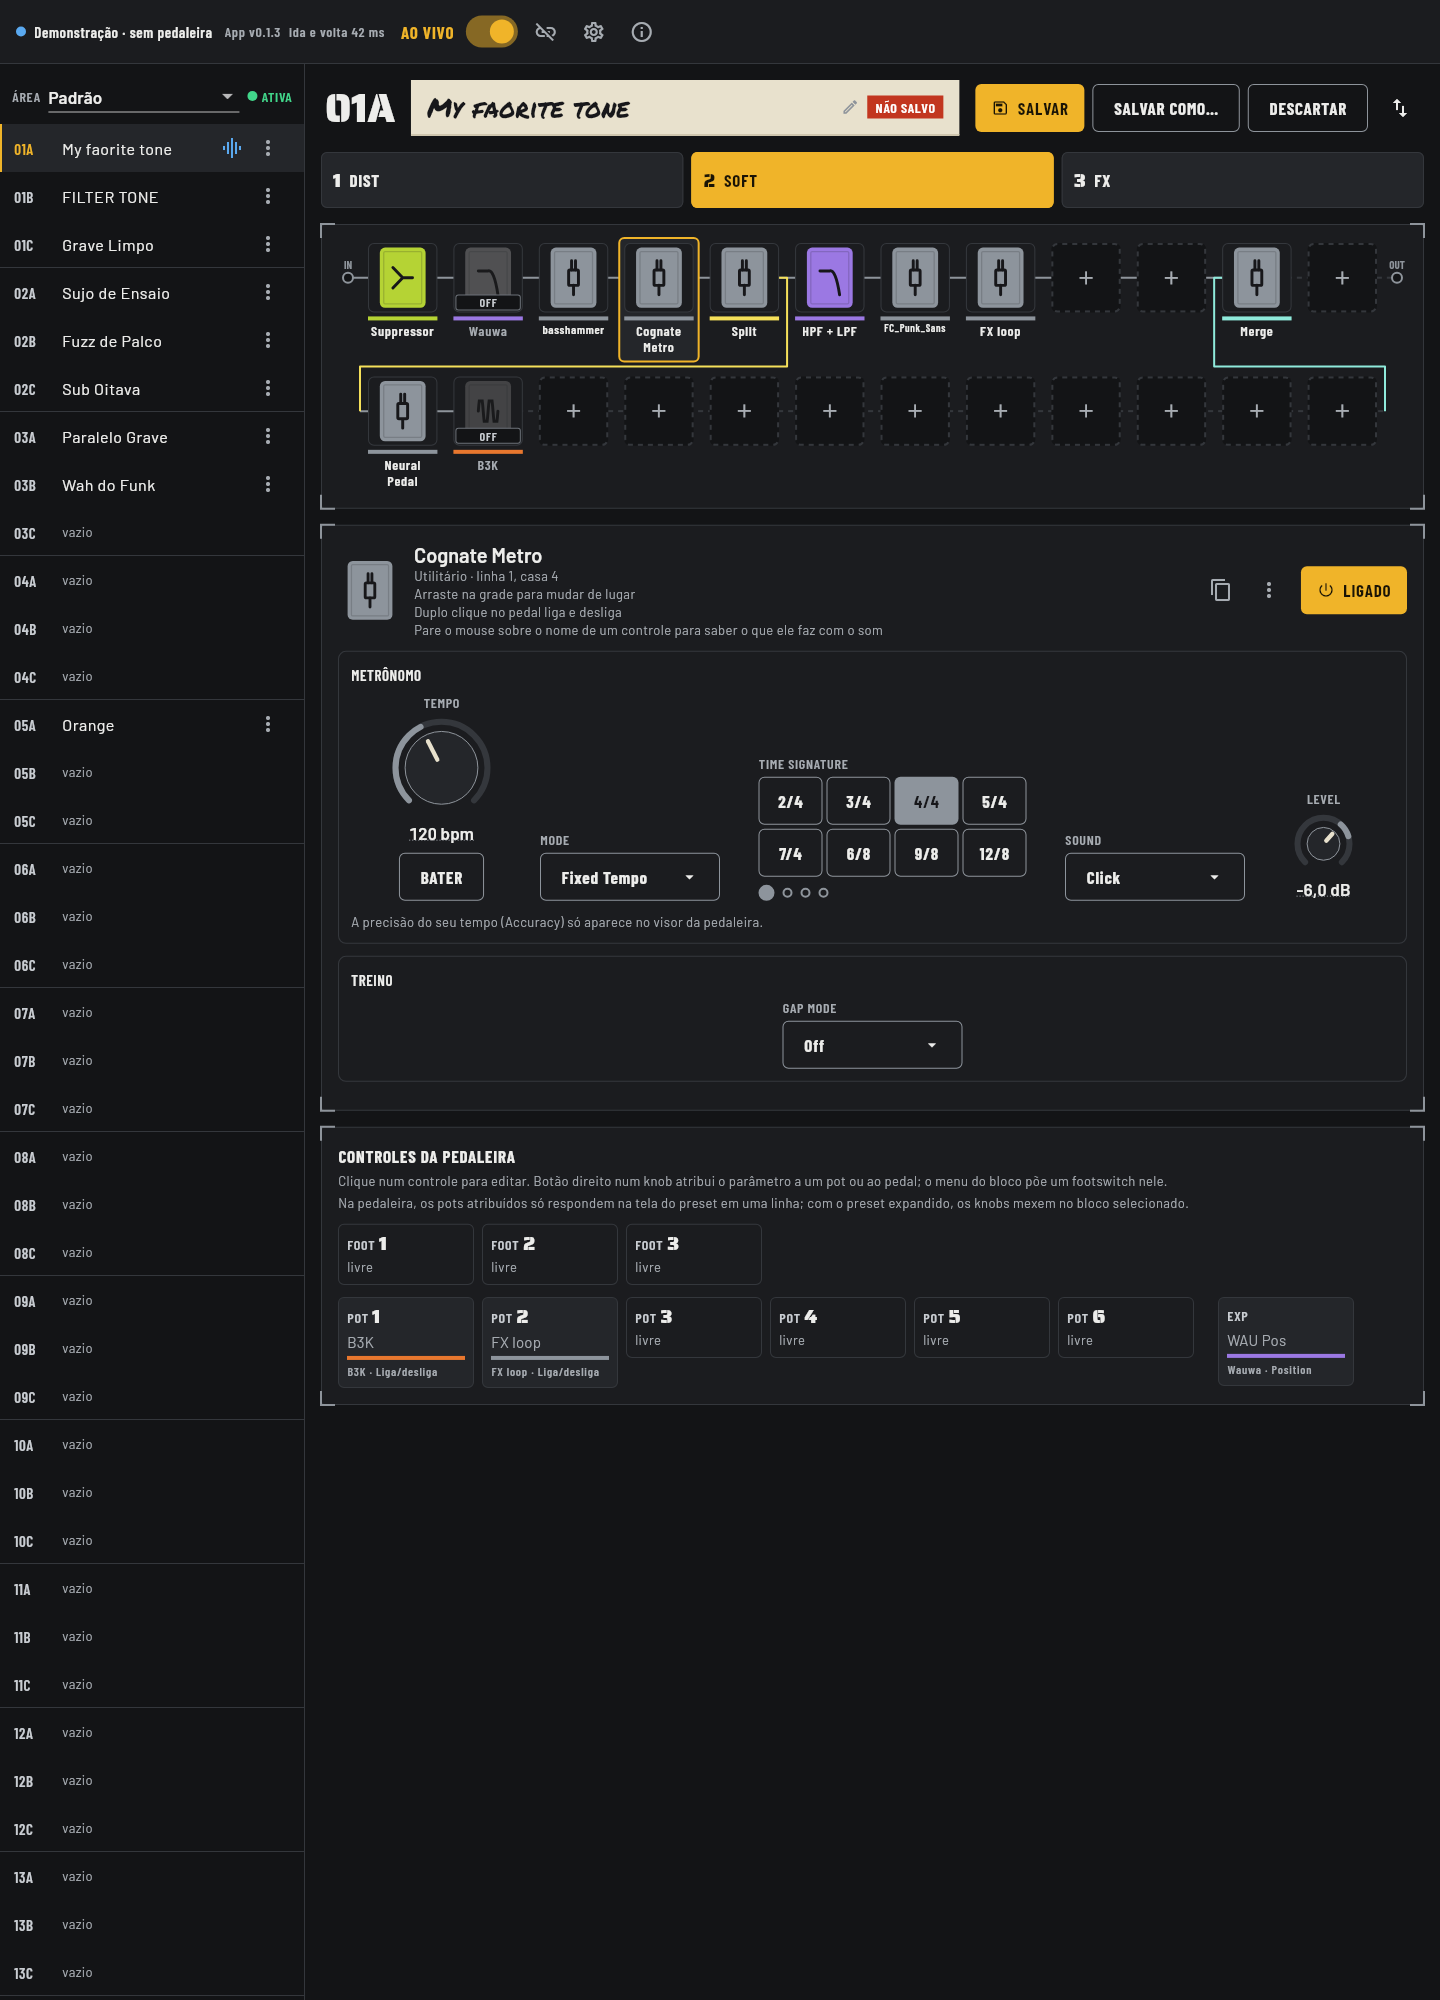 Demonstração · sem pedaleira App v0.1.3 Ida e volta 42 ms AO VIVO
ÁREA Padrão ATIVA
01A My faorite tone
01B FILTER TONE
01C Grave Limpo
02A Sujo de Ensaio
02B Fuzz de Palco
02C Sub Oitava
03A Paralelo Grave
03B Wah do Funk
03C vazio
04A vazio
04B vazio
04C vazio
05A Orange
05B vazio
05C vazio
06A vazio
06B vazio
06C vazio
07A vazio
07B vazio
07C vazio
08A vazio
08B vazio
08C vazio
09A vazio
09B vazio
09C vazio
10A vazio
10B vazio
10C vazio
11A vazio
11B vazio
11C vazio
12A vazio
12B vazio
12C vazio
13A vazio
13B vazio
13C vazio
01A My faorite tone NÃO SALVO SALVAR SALVAR COMO... DESCARTAR
1 DIST 2 SOFT 3 FX
IN OUT
OFF
Suppressor Wauwa basshammer Cognate Metro Split HPF + LPF FC_Punk_Sans FX loop Merge
OFF
Neural Pedal B3K
Cognate Metro
Utilitário · linha 1, casa 4
Arraste na grade para mudar de lugar
Duplo clique no pedal liga e desliga
Pare o mouse sobre o nome de um controle para saber o que ele faz com o som
LIGADO
METRÔNOMO
TEMPO
120 bpm
BATER
MODE
Fixed Tempo
TIME SIGNATURE
2/4 3/4 4/4 5/4
7/4 6/8 9/8 12/8
SOUND
Click
LEVEL
-6,0 dB
A precisão do seu tempo (Accuracy) só aparece no visor da pedaleira.
TREINO
GAP MODE
Off
CONTROLES DA PEDALEIRA
Clique num controle para editar. Botão direito num knob atribui o parâmetro a um pot ou ao pedal; o menu do bloco põe um footswitch nele.
Na pedaleira, os pots atribuídos só respondem na tela do preset em uma linha; com o preset expandido, os knobs mexem no bloco selecionado.
FOOT 1 FOOT 2 FOOT 3
livre livre livre
POT 1 POT 2 POT 3 POT 4 POT 5 POT 6 EXP
B3K FX loop livre livre livre livre WAU Pos
B3K · Liga/desliga FX loop · Liga/desliga Wauwa · Position